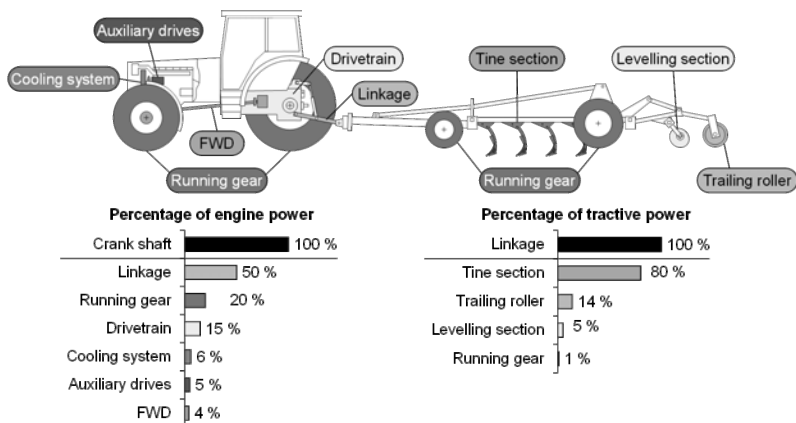 Auxiliary drives
Drivetrain
Tine section
Levelling section
Cooling system
Linkage
FWD
Running gear
Running gear
Trailing roller
Percentage of engine power
Crank shaft 100 %
Linkage 50 %
Running gear 20 %
Drivetrain 15 %
Cooling system 6 %
Auxiliary drives 5 %
FWD 4 %
Percentage of tractive power
Linkage 100 %
Tine section 80 %
Trailing roller 14 %
Levelling section 5 %
Running gear 1 %